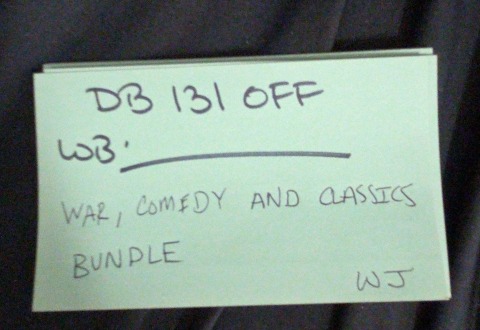 DB 131 OFF
WB:
WAR, COMEDY AND CLASSICS
BUNDLE
WJ